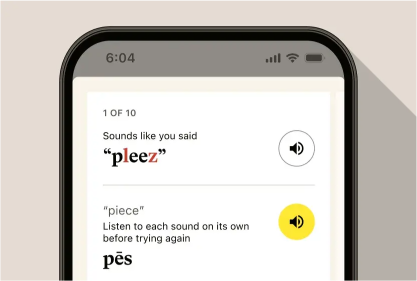 6:04
1 OF 10
Sounds like you said
“pleez”
“piece”
Listen to each sound on its own
before trying again
pēs